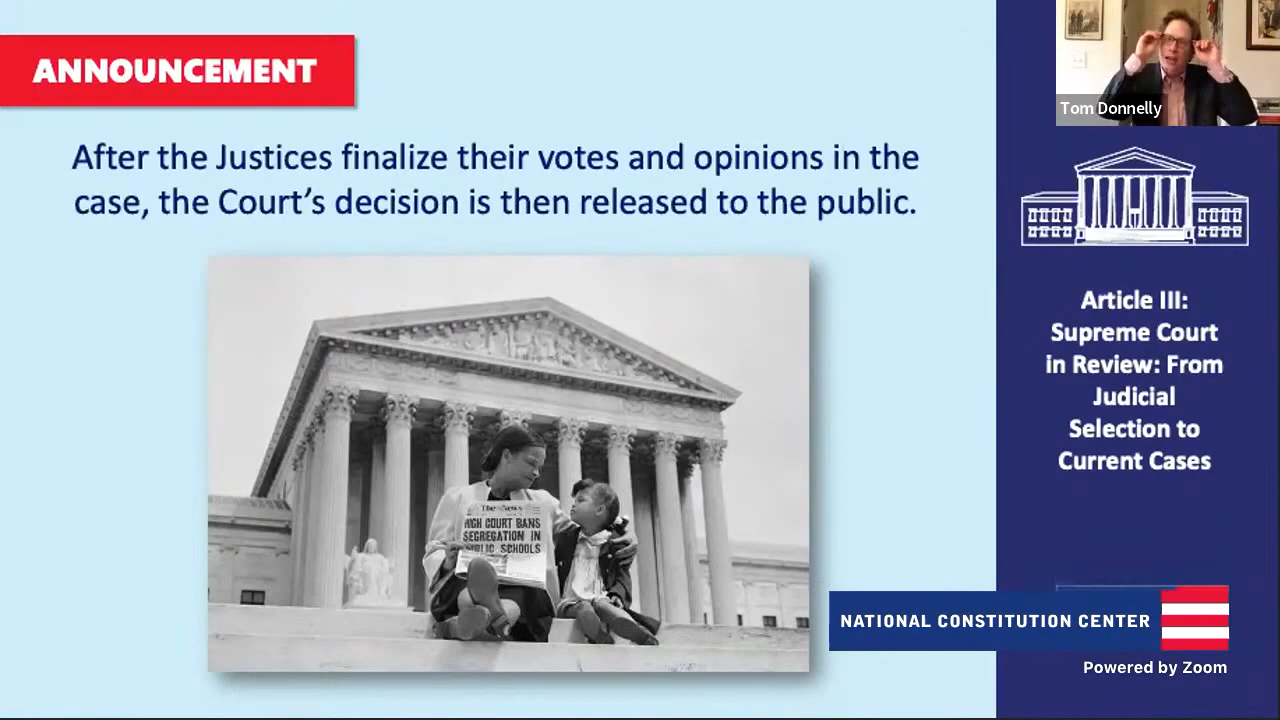 ANNOUNCEMENT
After the Justices finalize their votes and opinions in the
case, the Court’s decision is then released to the public.
The News
HIGH COURT BANS
SEGREGATION IN
PUBLIC SCHOOLS
Tom Donnelly
Article III:
Supreme Court
in Review: From
Judicial
Selection to
Current Cases
NATIONAL CONSTITUTION CENTER
Powered by Zoom